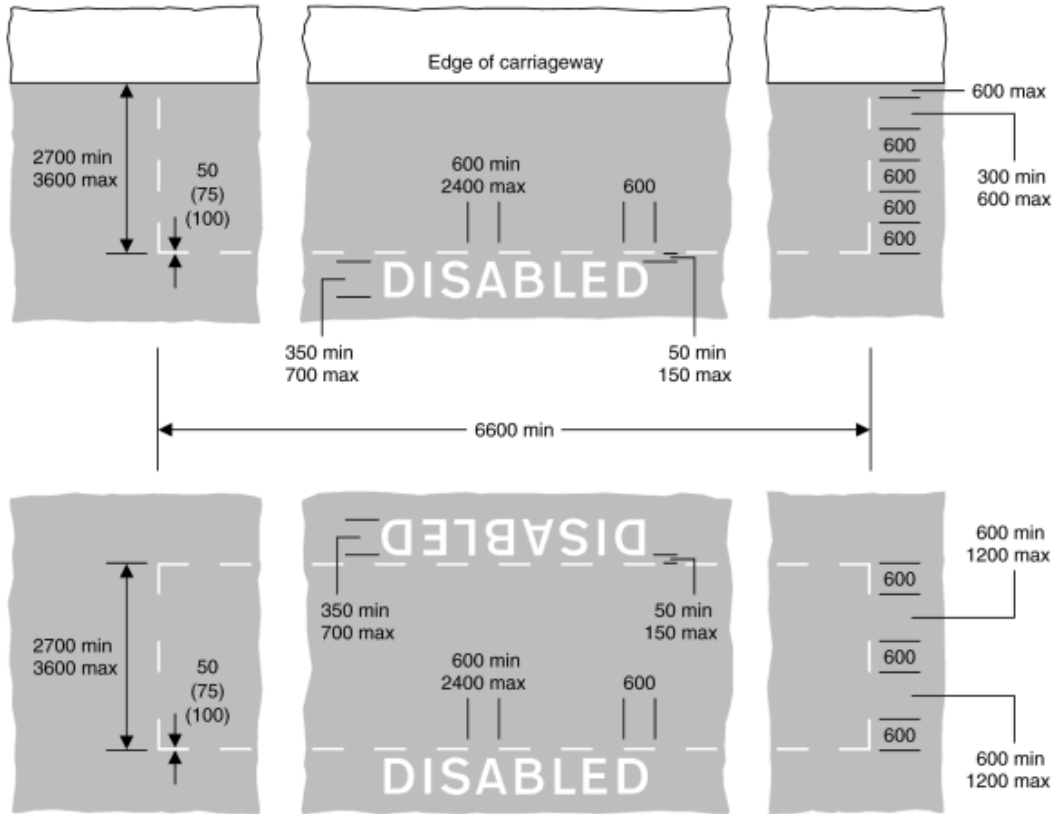 Edge of carriageway
600 max
2700 min
3600 max
50
(75)
(100)
600 min
2400 max
600
600
600
600
600
300 min
600 max
DISABLED
350 min
700 max
50 min
150 max
6600 min
DISABLED
600 min
1200 max
600
350 min
700 max
50 min
150 max
2700 min
3600 max
50
(75)
(100)
600 min
2400 max
600
600
600
DISABLED
600 min
1200 max